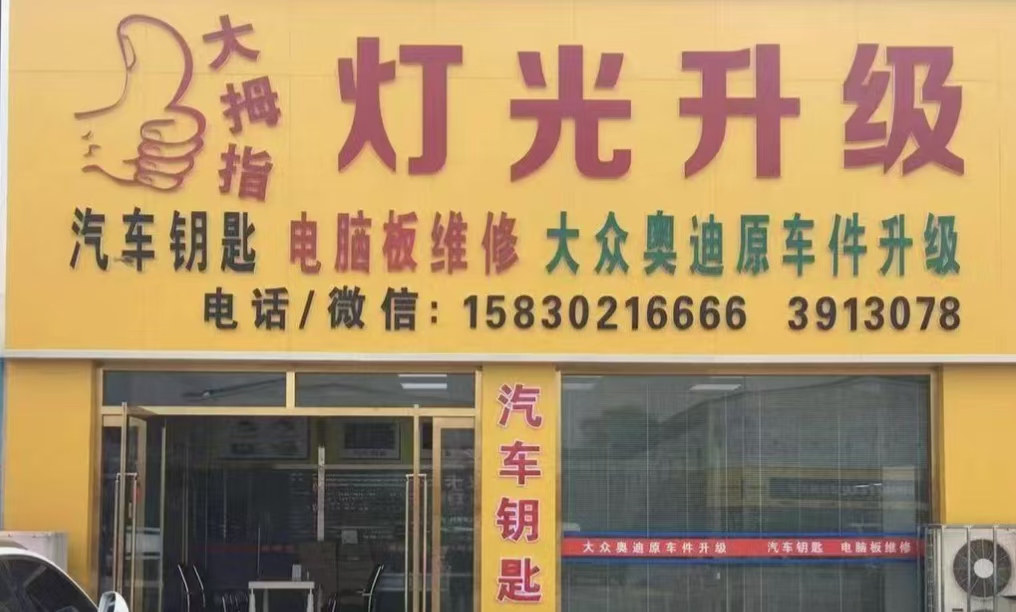 大拇指
灯光升级
汽车钥匙 电脑板维修 大众奥迪原车件升级
电话/微信:15830216666 3913078
汽车钥匙
大众奥迪原车件升级 汽车钥匙 电脑板维修